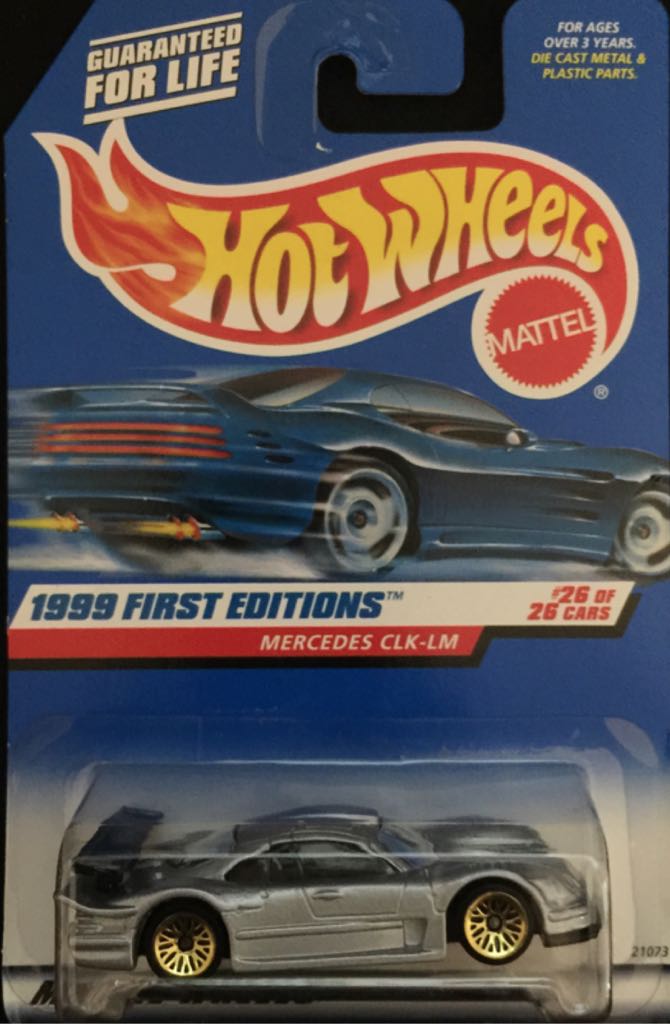 GUARANTEED
FOR LIFE
FOR AGES
OVER 3 YEARS.
DIE CAST METAL &
PLASTIC PARTS.
HOT WHEELS
MATTEL
®
1999 FIRST EDITIONS™
#26 OF
26 CARS
MERCEDES CLK-LM
21073